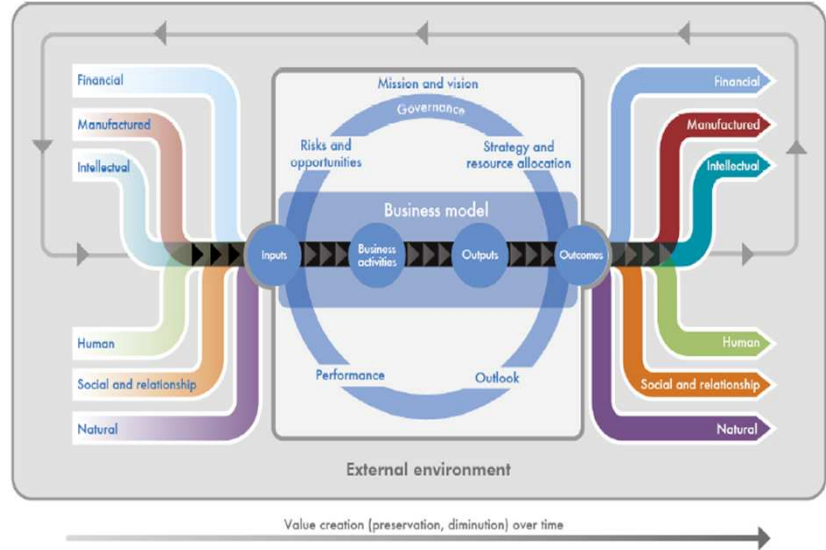 Financial
Manufactured
Intellectual
Human
Social and relationship
Natural
Mission and vision
Governance
Risks and
opportunities
Strategy and
resource allocation
Business model
Inputs
Business
activities
Outputs
Outcomes
Performance
Outlook
Financial
Manufactured
Intellectual
Human
Social and relationship
Natural
External environment
Value creation (preservation, diminution) over time